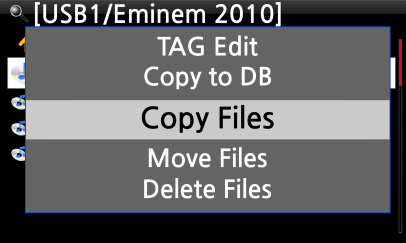 [USB1/Eminem 2010]
TAG Edit
Copy to DB
Copy Files
Move Files
Delete Files